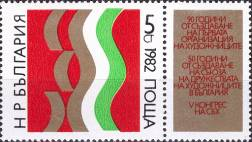 НР БЪЛГАРИЯ
5
СТ.
1982
ПОЩА
90 ГОДИНИ
ОТ СЪЗДАВАНЕ
НА ПЪРВАТА
ОРГАНИЗАЦИЯ
НА ХУДОЖНИЦИТЕ
50 ГОДИНИ
ОТ СЪЗДАВАНЕ
НА СЪЮЗА
НА ДРУЖЕСТВАТА
НА ХУДОЖНИЦИТЕ
В БЪЛГАРИЯ
V КОНГРЕС
НА СБХ